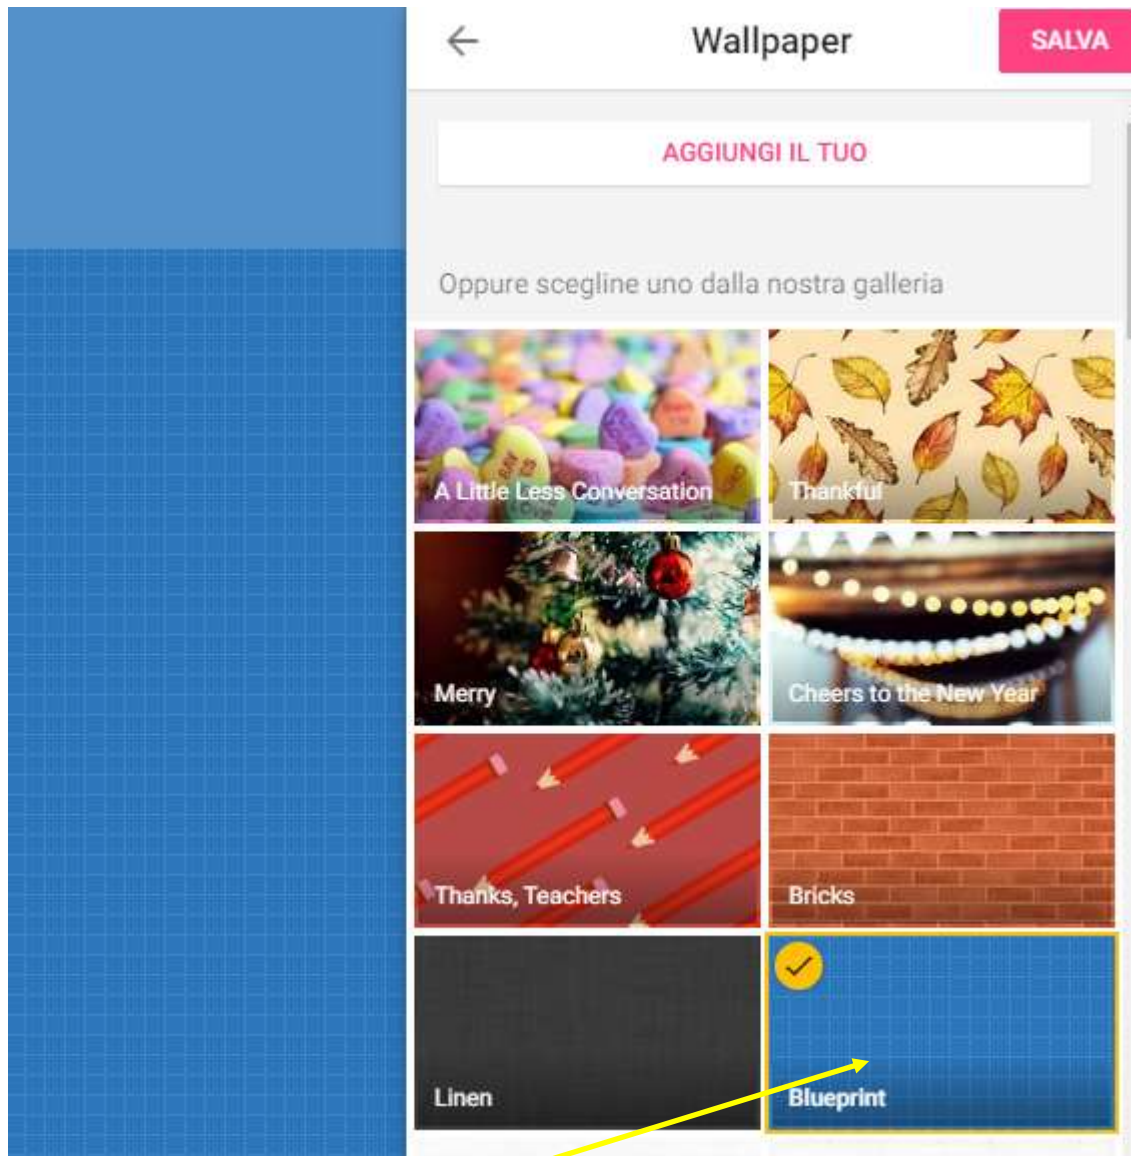 Wallpaper
SALVA
AGGIUNGI IL TUO
Oppure scegline uno dalla nostra galleria
A Little Less Conversation
Thankful
Merry
Cheers to the New Year
Thanks, Teachers
Bricks
Linen
Blueprint